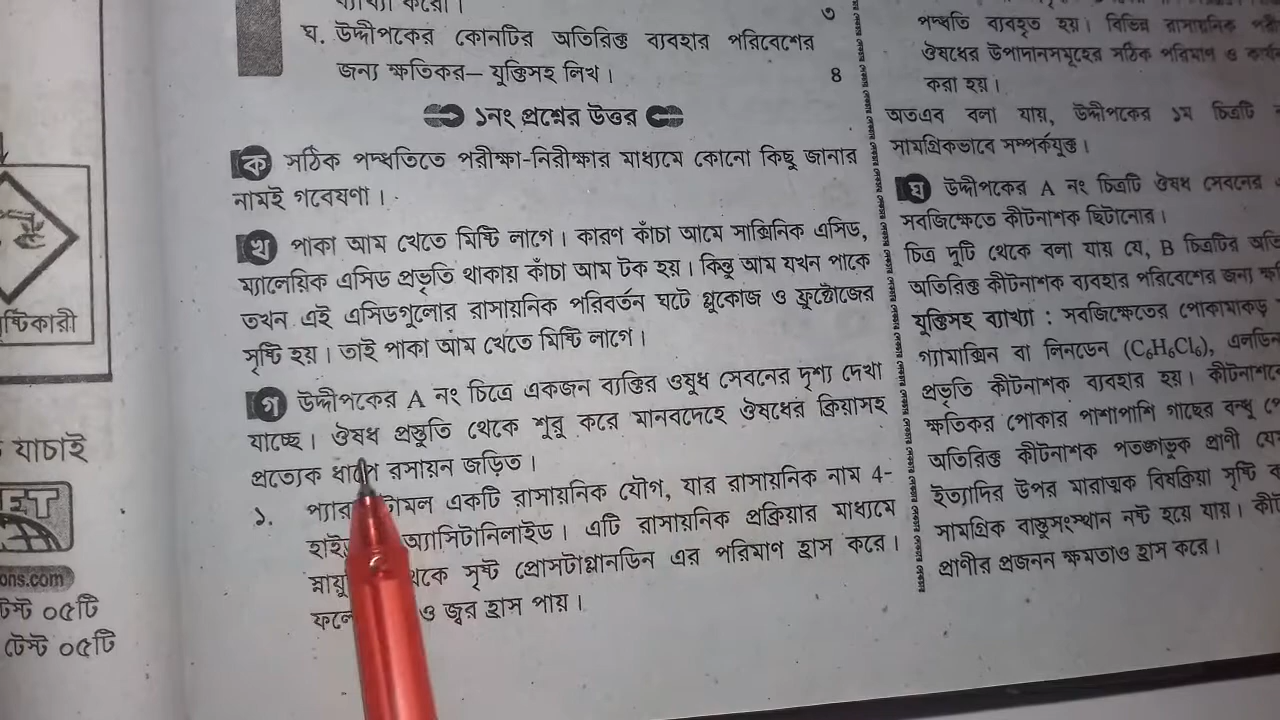 ঘ. উদ্দীপকের কোনটির অতিরিক্ত ব্যবহার পরিবেশের
জন্য ক্ষতিকর– যুক্তিসহ লিখ। ৪
৩
১নং প্রশ্নের উত্তর
ক সঠিক পদ্ধতিতে পরীক্ষা-নিরীক্ষার মাধ্যমে কোনো কিছু জানার
নামই গবেষণা।
খ পাকা আম খেতে মিষ্টি লাগে। কারণ কাঁচা আমে সাক্সিনিক এসিড,
ম্যালেয়িক এসিড প্রভৃতি থাকায় কাঁচা আম টক হয়। কিন্তু আম যখন পাকে
তখন এই এসিডগুলোর রাসায়নিক পরিবর্তন ঘটে গ্লুকোজ ও ফ্রুক্টোজের
সৃষ্টি হয়। তাই পাকা আম খেতে মিষ্টি লাগে।
গ উদ্দীপকের A নং চিত্রে একজন ব্যক্তির ওষুধ সেবনের দৃশ্য দেখা
যাচ্ছে। ঔষধ প্রস্তুতি থেকে শুরু করে মানবদেহে ঔষধের ক্রিয়াসহ
প্রত্যেক ধাপে রসায়ন জড়িত।
১. একটি রাসায়নিক যৌগ, যার রাসায়নিক নাম 4-
অ্যাসিটানিলাইড। এটি রাসায়নিক প্রক্রিয়ার মাধ্যমে
থেকে সৃষ্ট প্রোসটাগ্লানডিন এর পরিমাণ হ্রাস করে।
ফলে ও জ্বর হ্রাস পায়।
পদ্ধতি ব্যবহৃত হয়। বিভিন্ন রাসায়নিক
ঔষধের উপাদানসমূহের সঠিক পরিমাণ ও
করা হয়।
অতএব বলা যায়, উদ্দীপকের ১ম চিত্রটি
সামগ্রিকভাবে সম্পর্কযুক্ত।
ঘ উদ্দীপকের A নং চিত্রটি ঔষধ সেবনের
সবজিক্ষেতে কীটনাশক ছিটানোর।
চিত্র দুটি থেকে বলা যায় যে, B চিত্রটির
অতিরিক্ত কীটনাশক ব্যবহার পরিবেশের জন্য
যুক্তিসহ ব্যাখ্যা : সবজিক্ষেতের পোকামাকড়
গ্যামাক্সিন বা লিনডেন (C₆H₆Cl₆),
প্রভৃতি কীটনাশক ব্যবহার হয়।
ক্ষতিকর পোকার পাশাপাশি গাছের বন্ধু
অতিরিক্ত কীটনাশক পতঙ্গভুক প্রাণী
ইত্যাদির উপর মারাত্মক বিষক্রিয়া সৃষ্টি
সামগ্রিক বাস্তুসংস্থান নষ্ট হয়ে যায়।
প্রাণীর প্রজনন ক্ষমতাও হ্রাস করে।
যাচাই
ons.com
টেস্ট ০৫টি
টেস্ট ০৫টি